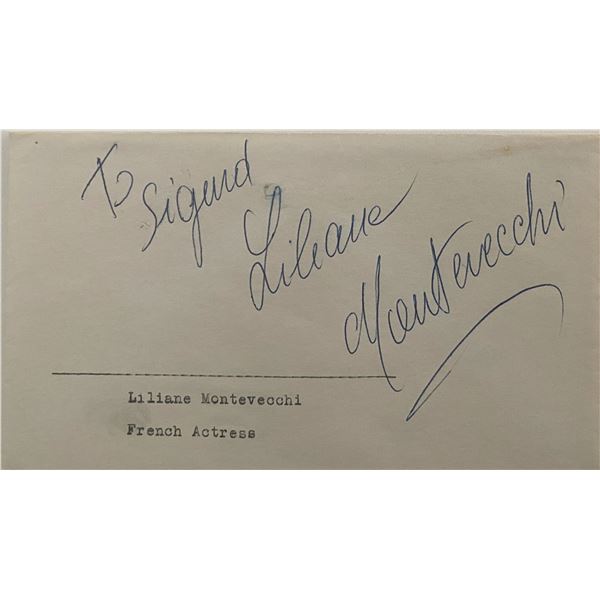 To Sigurd
Liliane
Montevecchi
Liliane Montevecchi
French Actress